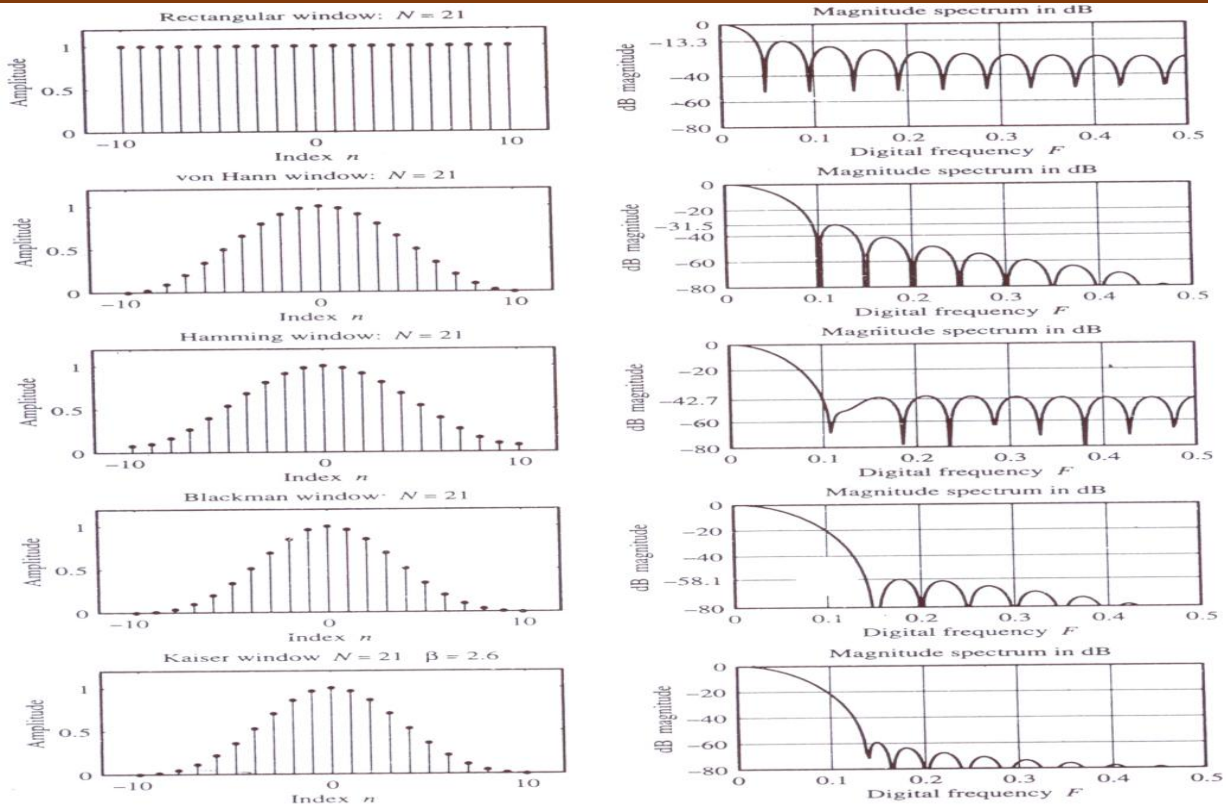 Rectangular window: N = 21
Amplitude
1
0.5
0
−10
0
10
Index n
Magnitude spectrum in dB
dB magnitude
0
−13.3
−40
−60
−80
0
0.1
0.2
0.3
0.4
0.5
Digital frequency F
von Hann window: N = 21
Amplitude
1
0.5
0
−10
0
10
Index n
Magnitude spectrum in dB
dB magnitude
0
−20
−31.5
−40
−60
−80
0
0.1
0.2
0.3
0.4
0.5
Digital frequency F
Hamming window: N = 21
Amplitude
1
0.5
0
−10
0
10
Index n
Magnitude spectrum in dB
dB magnitude
0
−20
−42.7
−60
−80
0
0.1
0.2
0.3
0.4
0.5
Digital frequency F
Blackman window: N = 21
Amplitude
1
0.5
0
−10
0
10
Index n
Magnitude spectrum in dB
dB magnitude
0
−20
−40
−58.1
−80
0
0.1
0.2
0.3
0.4
0.5
Digital frequency F
Kaiser window N = 21 β = 2.6
Amplitude
1
0.5
0
−10
0
10
Index n
Magnitude spectrum in dB
dB magnitude
0
−20
−40
−60
−80
0
0.1
0.2
0.3
0.4
0.5
Digital frequency F